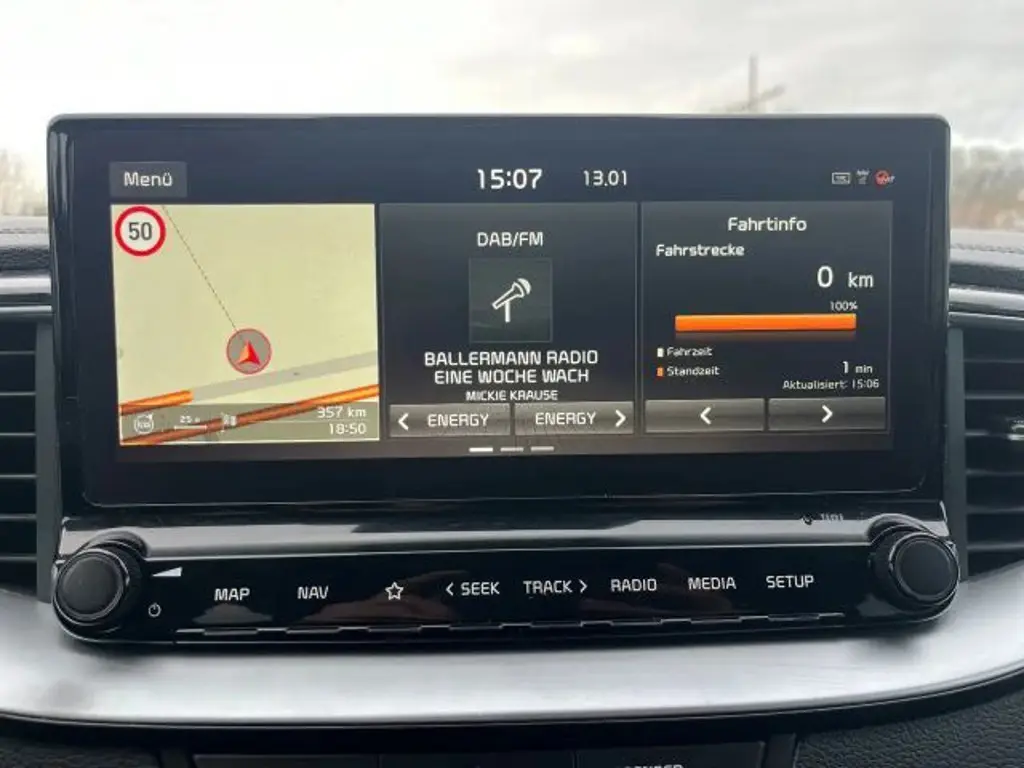 Menü
15:07
13.01
50
25 m
357 km
18:50
DAB/FM
BALLERMANN RADIO
EINE WOCHE WACH
MICKIE KRAUSE
< ENERGY
ENERGY >
Fahrtinfo
Fahrstrecke
0 km
100%
Fahrzeit
Standzeit
1 min
Aktualisiert: 15:06
MAP
NAV
< SEEK
TRACK >
RADIO
MEDIA
SETUP